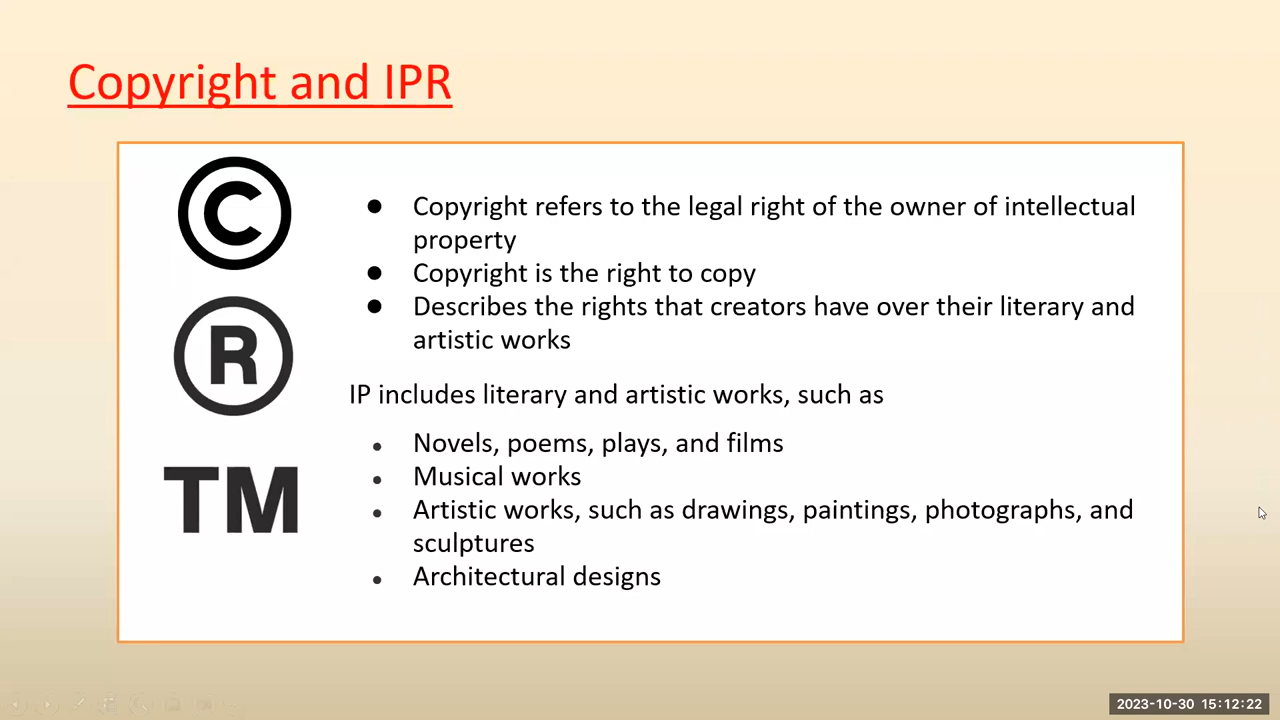 Copyright and IPR
©
● Copyright refers to the legal right of the owner of intellectual
property
● Copyright is the right to copy
● Describes the rights that creators have over their literary and
artistic works
®
IP includes literary and artistic works, such as
• Novels, poems, plays, and films
• Musical works
• Artistic works, such as drawings, paintings, photographs, and
sculptures
• Architectural designs
TM
2023-10-30 15:12:22